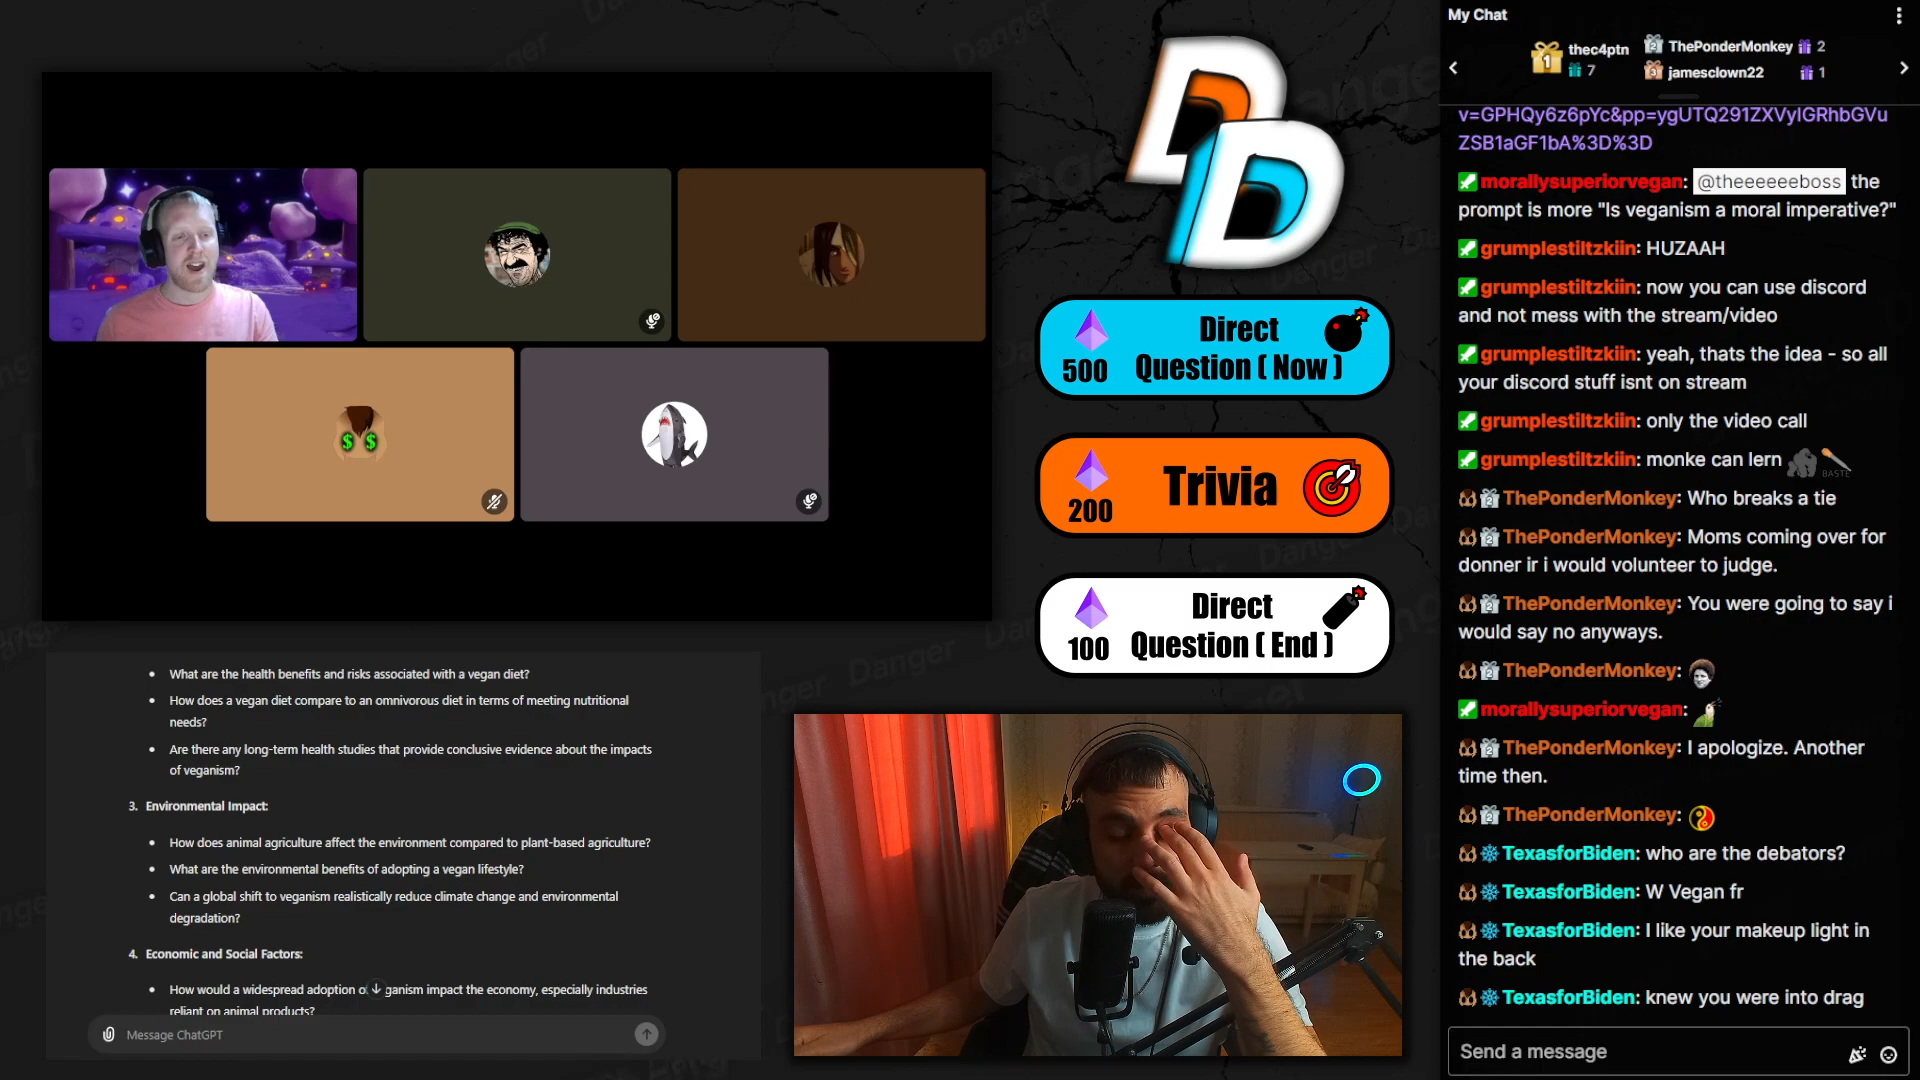 D
D
500
Direct
Question ( Now )
200
Trivia
100
Direct
Question ( End )
• What are the health benefits and risks associated with a vegan diet?
• How does a vegan diet compare to an omnivorous diet in terms of meeting nutritional
needs?
• Are there any long-term health studies that provide conclusive evidence about the impacts
of veganism?
3. Environmental Impact:
• How does animal agriculture affect the environment compared to plant-based agriculture?
• What are the environmental benefits of adopting a vegan lifestyle?
• Can a global shift to veganism realistically reduce climate change and environmental
degradation?
4. Economic and Social Factors:
• How would a widespread adoption o ganism impact the economy, especially industries
reliant on animal products?
Message ChatGPT
My Chat
1
thec4ptn
7
2 ThePonderMonkey 2
3 jamesclown22 1
v=GPHQy6z6pYc&pp=ygUTQ291ZXVyIGRhbGVu
ZSB1aGF1bA%3D%3D
morallysuperiorvegan: @theeeeeeboss the
prompt is more "Is veganism a moral imperative?"
grumplestiltzkiin: HUZAAH
grumplestiltzkiin: now you can use discord
and not mess with the stream/video
grumplestiltzkiin: yeah, thats the idea - so all
your discord stuff isnt on stream
grumplestiltzkiin: only the video call
grumplestiltzkiin: monke can lern BASTE
ThePonderMonkey: Who breaks a tie
ThePonderMonkey: Moms coming over for
donner ir i would volunteer to judge.
ThePonderMonkey: You were going to say i
would say no anyways.
ThePonderMonkey:
morallysuperiorvegan:
ThePonderMonkey: I apologize. Another
time then.
ThePonderMonkey:
TexasforBiden: who are the debators?
TexasforBiden: W Vegan fr
TexasforBiden: I like your makeup light in
the back
TexasforBiden: knew you were into drag
Send a message